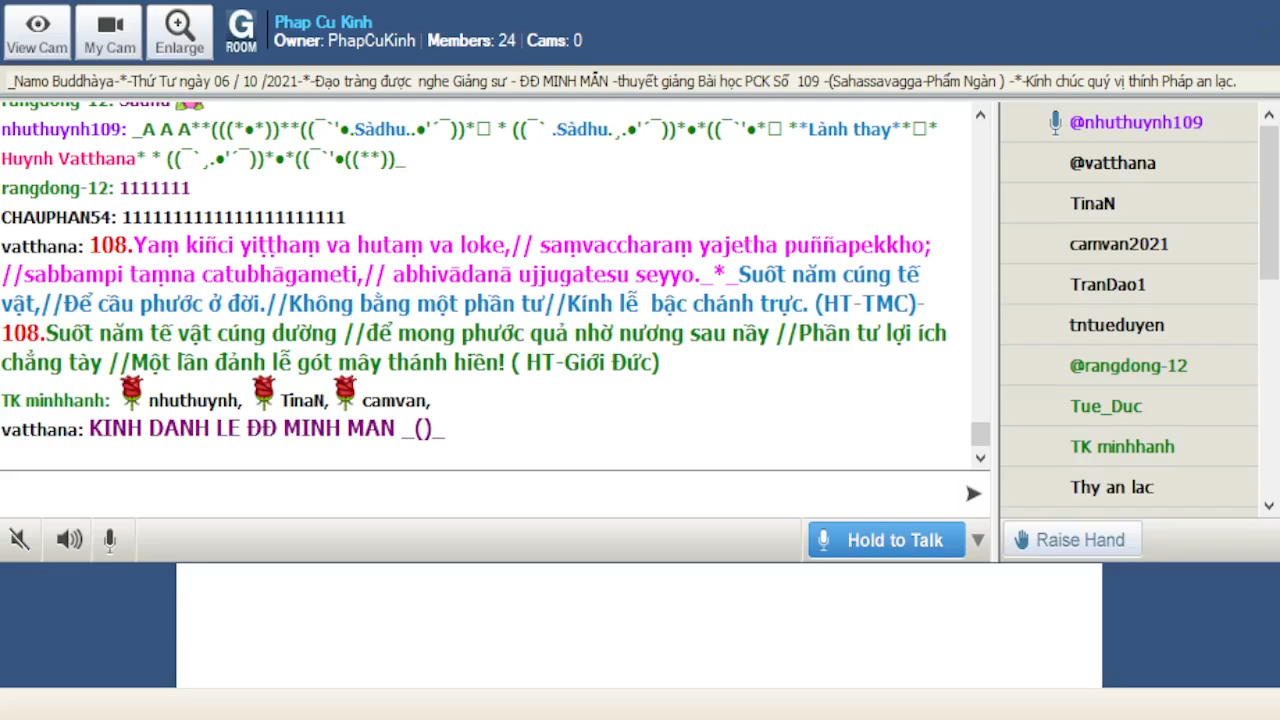 Phap Cu Kinh
Owner: PhapCuKinh | Members: 24 | Cams: 0
View Cam
My Cam
Enlarge
G ROOM
_Namo Buddhàya-*-Thứ Tư ngày 06 / 10 /2021-*-Đạo tràng được nghe Giảng sư - ĐĐ MINH MẪN -thuyết giảng Bài học PCK Số 109 -(Sahassavagga-Phẩm Ngàn ) -*-Kính chúc quý vị thính Pháp an lạc.
rangdong-12: Sadhu
nhuthuynh109: _A A A**(((*•*))**((¯`'•.Sàdhu..•'´¯))*□ * ((¯` .Sàdhu.¸.•'´¯))*•*((¯`'•*□ **Lành thay**□*
Huynh Vatthana* * ((¯`¸.•'´¯))*•*((¯`'•((**))_
rangdong-12: 1111111
CHAUPHAN54: 1111111111111111111111
vatthana: 108.Yaṃ kiñci yiṭṭhaṃ va hutaṃ va loke,// saṃvaccharaṃ yajetha puññapekkho;
//sabbampi taṃna catubhāgameti,// abhivādanā ujjugatesu seyyo._*_Suốt năm cúng tế
vật,//Để cầu phước ở đời.//Không bằng một phần tư//Kính lễ bậc chánh trực. (HT-TMC)-
108.Suốt năm tế vật cúng dường //để mong phước quả nhờ nương sau nầy //Phần tư lợi ích
chẳng tày //Một lần đảnh lễ gót mây thánh hiền! ( HT-Giới Đức)
TK minhhanh: nhuthuynh, TinaN, camvan,
vatthana: KINH DANH LE ĐĐ MINH MAN _()_
@nhuthuynh109
@vatthana
TinaN
camvan2021
TranDao1
tntueduyen
@rangdong-12
Tue_Duc
TK minhhanh
Thy an lac
Hold to Talk
Raise Hand